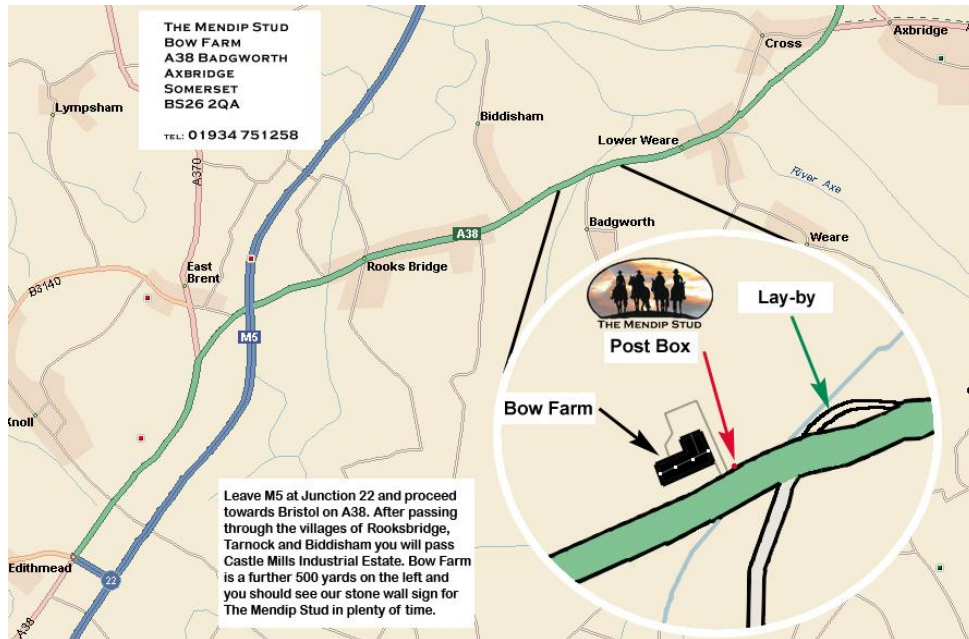 THE MENDIP STUD
BOW FARM
A38 BADGWORTH
AXBRIDGE
SOMERSET
BS26 2QA
TEL: 01934 751258
Cross
Axbridge
Lympsham
A370
Biddisham
Lower Weare
River Axe
Badgworth
Weare
A38
Rooks Bridge
East
Brent
B3140
M5
THE MENDIP STUD
Lay-by
Post Box
Bow Farm
Knoll
Leave M5 at Junction 22 and proceed
towards Bristol on A38. After passing
through the villages of Rooksbridge,
Tarnock and Biddisham you will pass
Castle Mills Industrial Estate. Bow Farm
is a further 500 yards on the left and
you should see our stone wall sign for
The Mendip Stud in plenty of time.
Edithmead
22
A38